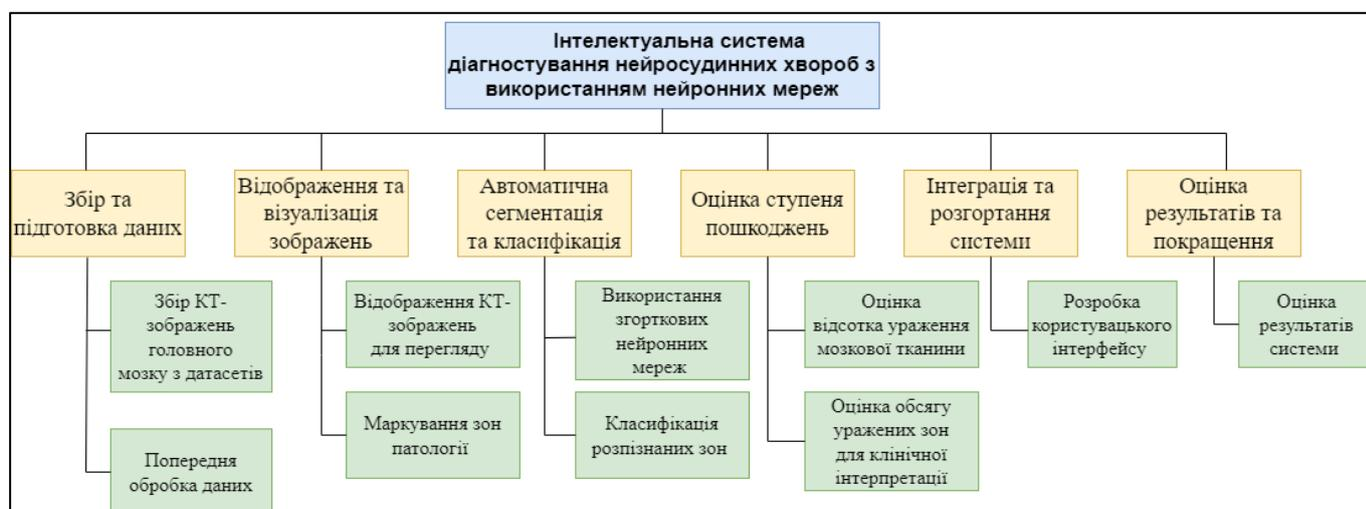 Інтелектуальна система
діагностування нейросудинних хвороб з
використанням нейронних мереж
Збір та
підготовка даних
Відображення та
візуалізація
зображень
Автоматична
сегментація
та класифікація
Оцінка ступеня
пошкоджень
Інтеграція та
розгортання
системи
Оцінка
результатів та
покращення
Збір КТ-
зображень
головного
мозку з датасетів
Відображення КТ-
зображень
для перегляду
Використання
згорткових
нейронних
мереж
Оцінка
відсотка ураження
мозкової тканини
Розробка
користувацького
інтерфейсу
Оцінка
результатів
системи
Попередня
обробка даних
Маркування зон
патології
Класифікація
розпізнаних зон
Оцінка обсягу
уражених зон
для клінічної
інтерпретації